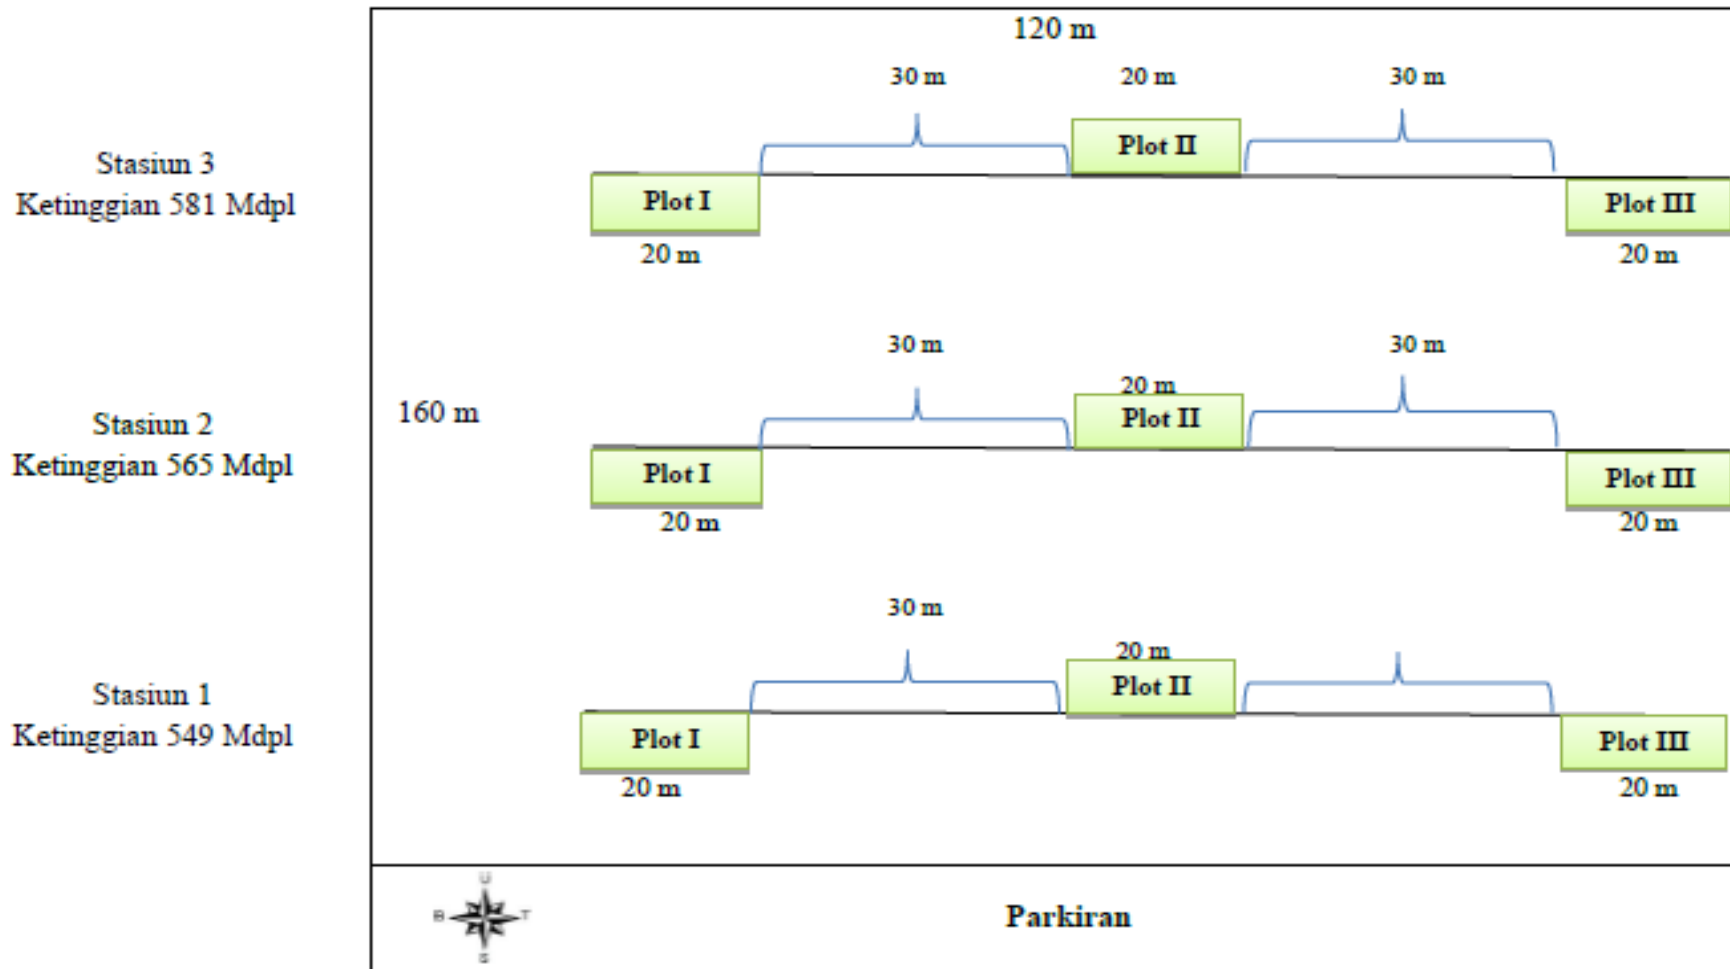 120 m
30 m 20 m 30 m
Stasiun 3
Ketinggian 581 Mdpl
Plot II
Plot I
Plot III
20 m 20 m
30 m 30 m
20 m
Stasiun 2
Ketinggian 565 Mdpl
160 m
Plot II
Plot I
Plot III
20 m 20 m
30 m
20 m
Stasiun 1
Ketinggian 549 Mdpl
Plot II
Plot I
Plot III
20 m 20 m
U
B T
S
Parkiran